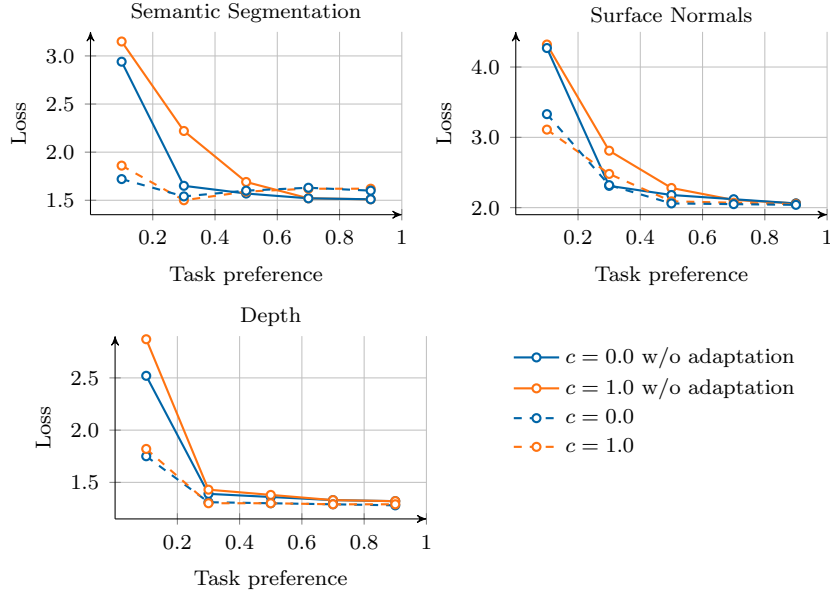 Semantic Segmentation
3.0
2.5
2.0
1.5
Loss
0.2 0.4 0.6 0.8 1
Task preference
Surface Normals
4.0
3.0
2.0
Loss
0.2 0.4 0.6 0.8 1
Task preference
Depth
2.5
2.0
1.5
Loss
0.2 0.4 0.6 0.8 1
Task preference
c = 0.0 w/o adaptation
c = 1.0 w/o adaptation
c = 0.0
c = 1.0